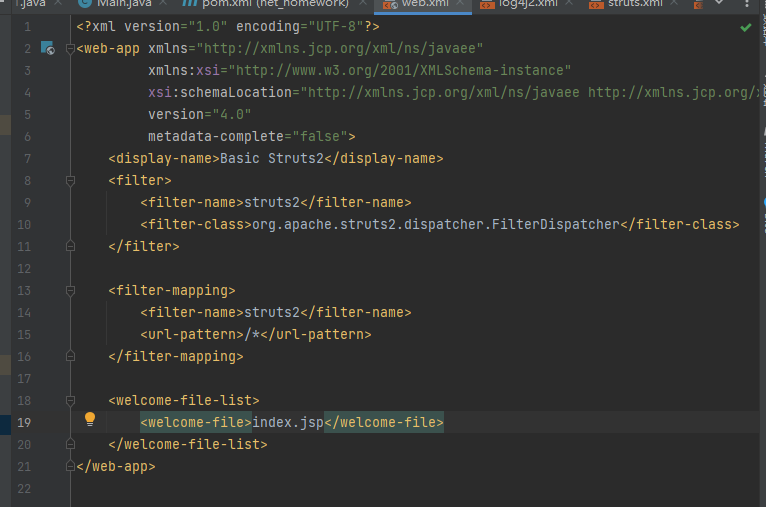 .java Main.java pom.xml (net_homework) web.xml log4j2.xml struts.xml
1 <?xml version="1.0" encoding="UTF-8"?>
2 <web-app xmlns="http://xmlns.jcp.org/xml/ns/javaee"
3 xmlns:xsi="http://www.w3.org/2001/XMLSchema-instance"
4 xsi:schemaLocation="http://xmlns.jcp.org/xml/ns/javaee http://xmlns.jcp.org/
5 version="4.0"
6 metadata-complete="false">
7 <display-name>Basic Struts2</display-name>
8 <filter>
9 <filter-name>struts2</filter-name>
10 <filter-class>org.apache.struts2.dispatcher.FilterDispatcher</filter-class>
11 </filter>
12
13 <filter-mapping>
14 <filter-name>struts2</filter-name>
15 <url-pattern>/*</url-pattern>
16 </filter-mapping>
17
18 <welcome-file-list>
19 <welcome-file>index.jsp</welcome-file>
20 </welcome-file-list>
21 </web-app>
22